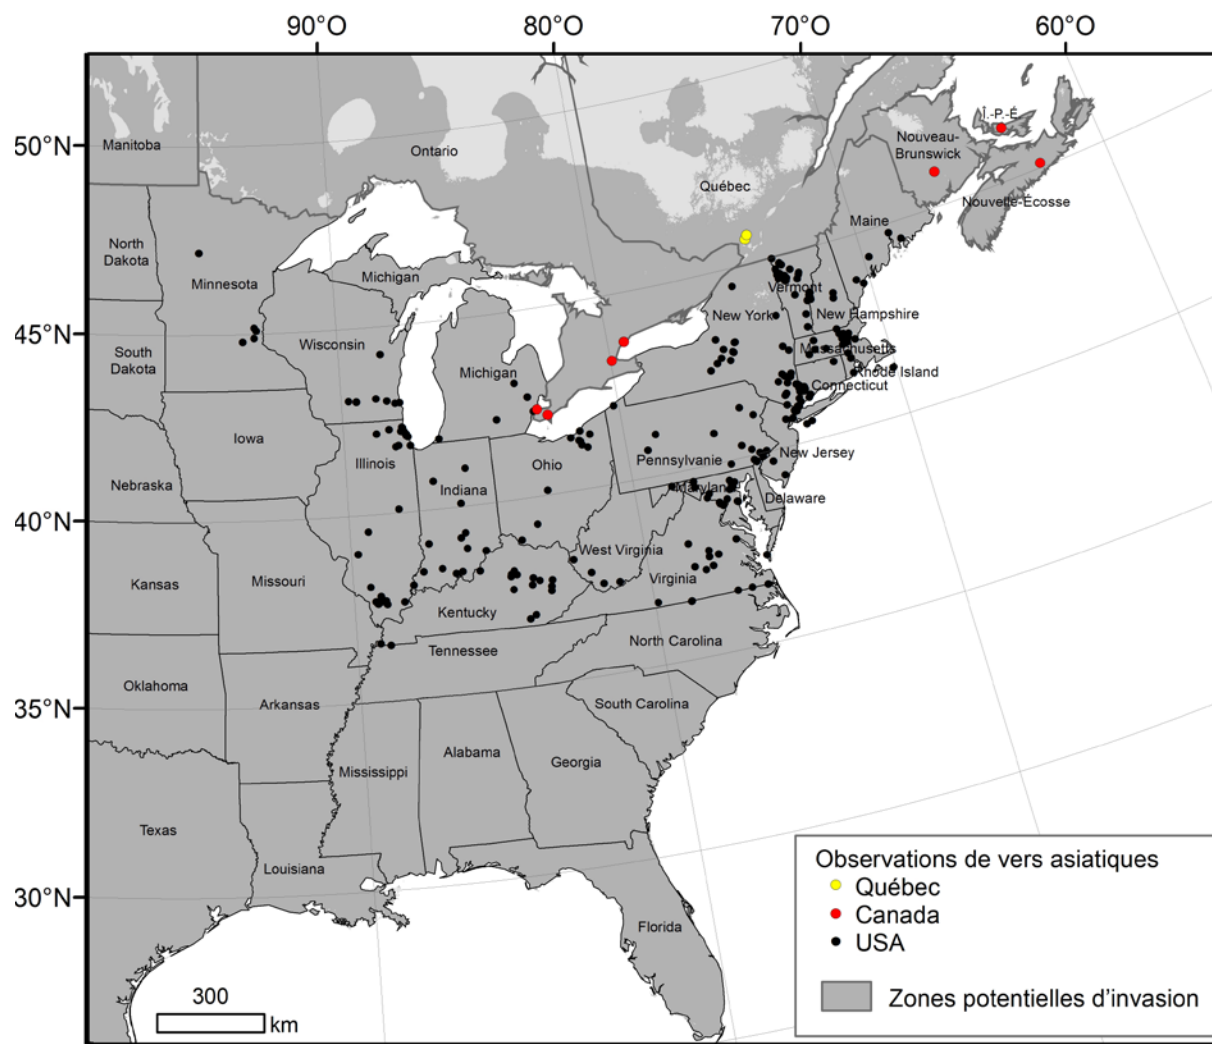 90°O
80°O
70°O
60°O
50°N
45°N
40°N
35°N
30°N
Manitoba
Ontario
Québec
Î.-P.-É.
Nouveau-
Brunswick
Nouvelle-Écosse
Maine
North
Dakota
Minnesota
Michigan
Vermont
New York
New Hampshire
South
Dakota
Wisconsin
Michigan
Massachusetts
Rhode Island
Connecticut
Iowa
Illinois
Indiana
Ohio
Pennsylvanie
New Jersey
Nebraska
Maryland
Delaware
West Virginia
Virginia
Kansas
Missouri
Kentucky
North Carolina
Tennessee
Oklahoma
Arkansas
South Carolina
Mississippi
Alabama
Georgia
Texas
Louisiana
Florida
300
km
Observations de vers asiatiques
Québec
Canada
USA
Zones potentielles d'invasion